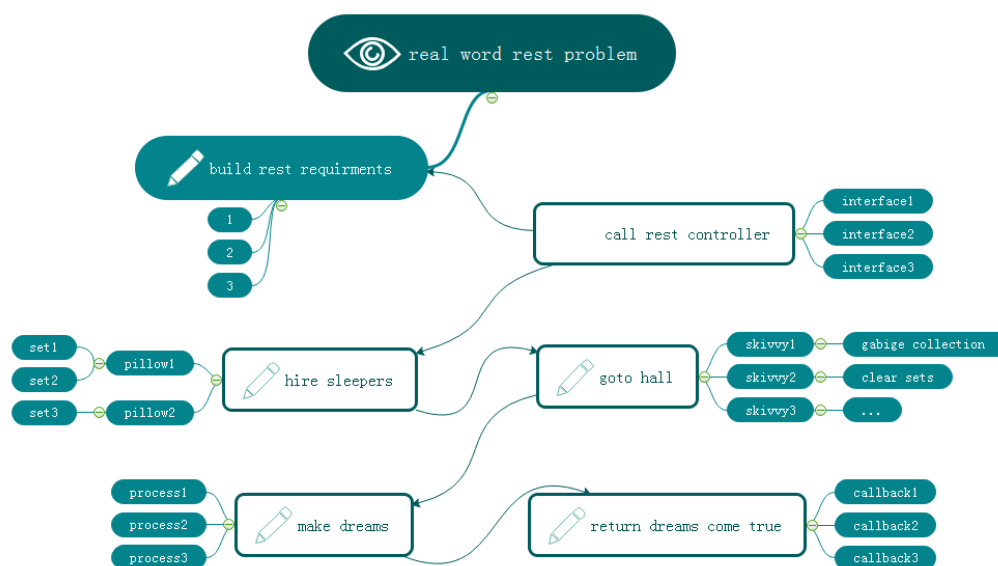 real word rest problem
build rest requirments
1
2
3
call rest controller
interface1
interface2
interface3
set1
set2
set3
pillow1
pillow2
hire sleepers
goto hall
skivvy1
gabige collection
skivvy2
clear sets
skivvy3
...
process1
process2
process3
make dreams
return dreams come true
callback1
callback2
callback3